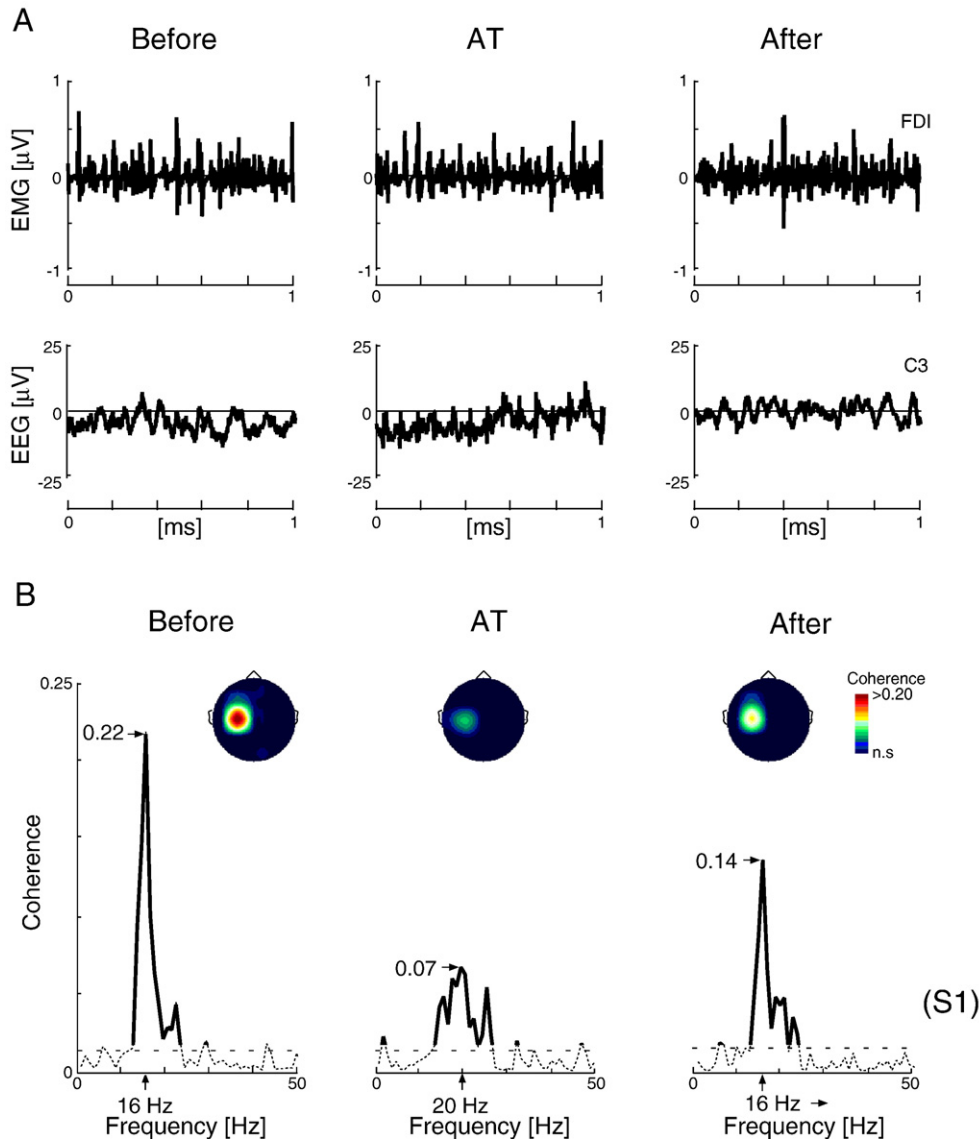 A
Before AT After
EMG [µV]
1
0
-1
0 1
1
0
-1
0 1
FDI
1
0
-1
0 1
EEG [µV]
25
0
-25
0 [ms] 1
25
0
-25
0 [ms] 1
C3
25
0
-25
0 [ms] 1
B
Before AT After
Coherence
>0.20
n.s
0.25
0.22
Coherence
0.07
0.14
(S1)
0 0 50
16 Hz
Frequency [Hz]
0 50
20 Hz
Frequency [Hz]
0 50
16 Hz
Frequency [Hz]